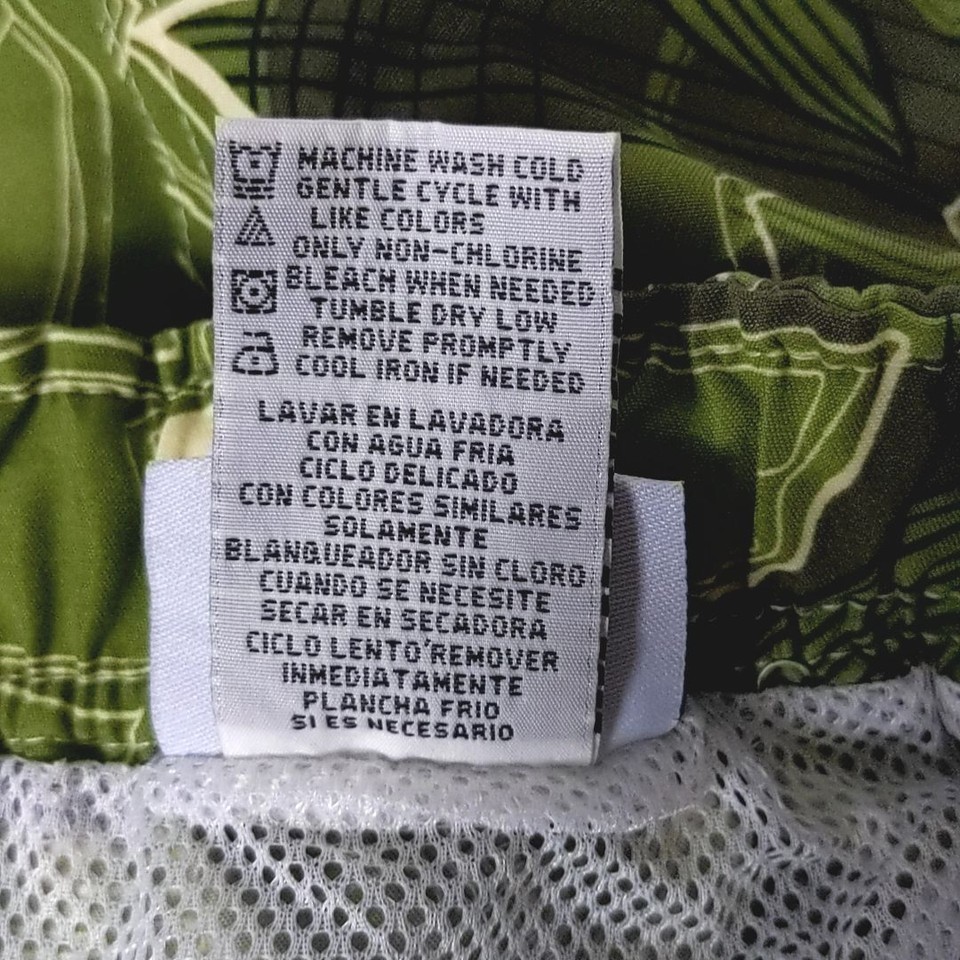 MACHINE WASH COLD
GENTLE CYCLE WITH
LIKE COLORS
ONLY NON-CHLORINE
BLEACH WHEN NEEDED
TUMBLE DRY LOW
REMOVE PROMPTLY
COOL IRON IF NEEDED
LAVAR EN LAVADORA
CON AGUA FRIA
CICLO DELICADO
CON COLORES SIMILARES
SOLAMENTE
BLANQUEADOR SIN CLORO
CUANDO SE NECESITE
SECAR EN SECADORA
CICLO LENTO'REMOVER
INMEDIATAMENTE
PLANCHA FRIO
SI ES NECESARIO